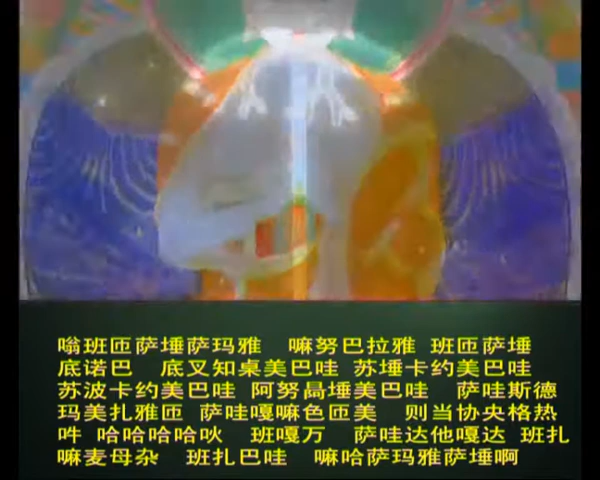 嗡班匝萨埵萨玛雅 嘛努巴拉雅 班匝萨埵
底诺巴 底叉知桌美巴哇 苏埵卡约美巴哇
苏波卡约美巴哇 阿努晶埵美巴哇 萨哇斯德
玛美扎雅匝 萨哇嘎嘛色匝美 则当协央格热
吽 哈哈哈哈吙 班嘎万 萨哇达他嘎达 班扎
嘛麦母杂 班扎巴哇 嘛哈萨玛雅萨埵啊